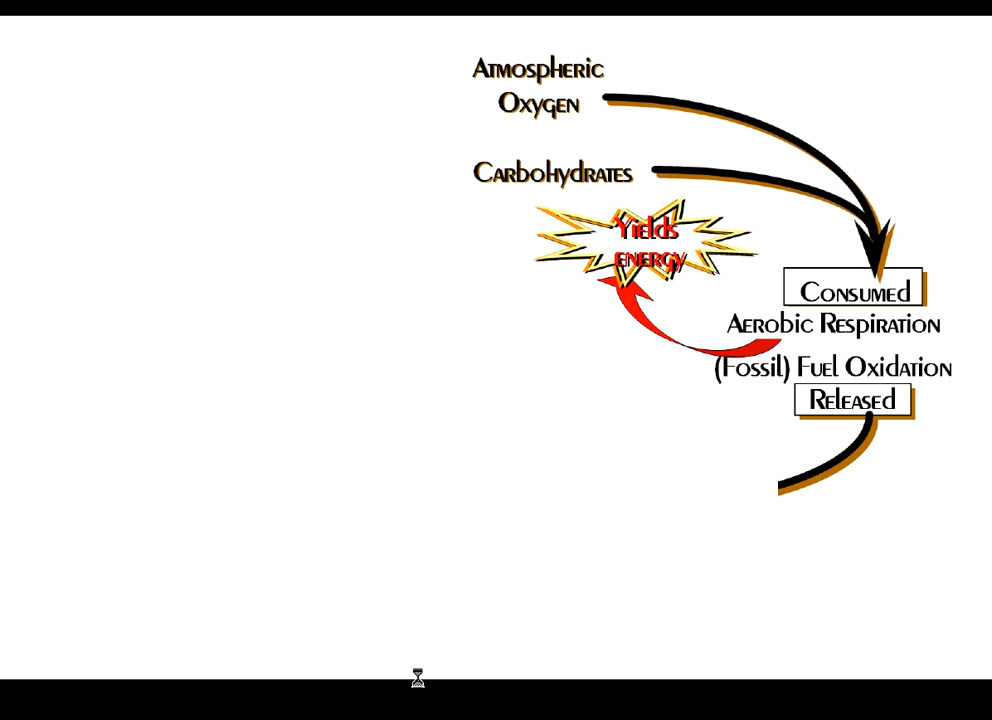 Atmospheric
Oxygen
Carbohydrates
Yields
energy
Consumed
Aerobic Respiration
(Fossil) Fuel Oxidation
Released